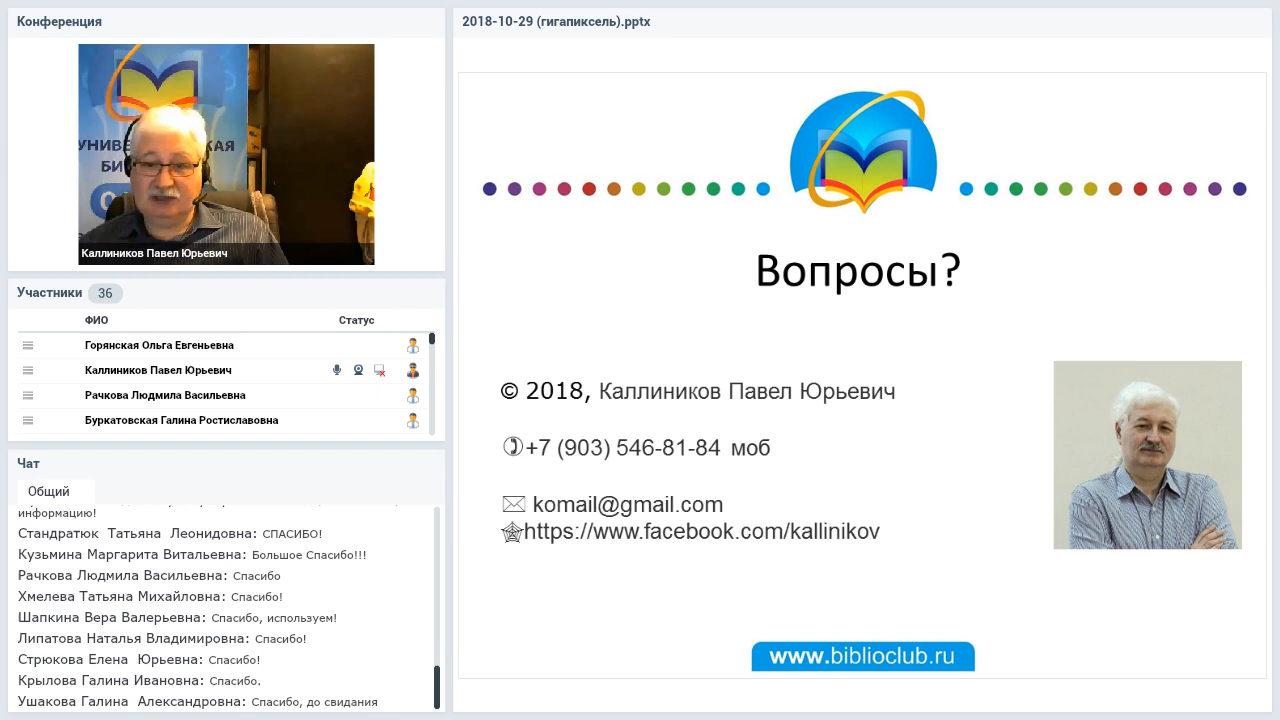 Конференция
УНИВЕ
КАЯ
БИ
Каллиников Павел Юрьевич
Участники 36
ФИО Статус
Горянская Ольга Евгеньевна
Каллиников Павел Юрьевич
Рачкова Людмила Васильевна
Буркатовская Галина Ростиславовна
Чат
Общий
информацию!
Стандратюк Татьяна Леонидовна: СПАСИБО!
Кузьмина Маргарита Витальевна: Большое Спасибо!!!
Рачкова Людмила Васильевна: Спасибо
Хмелева Татьяна Михайловна: Спасибо!
Шапкина Вера Валерьевна: Спасибо, используем!
Липатова Наталья Владимировна: Спасибо!
Стрюкова Елена Юрьевна: Спасибо!
Крылова Галина Ивановна: Спасибо.
Ушакова Галина Александровна: Спасибо, до свидания
2018-10-29 (гигапиксель).pptx
Вопросы?
© 2018, Каллиников Павел Юрьевич
✆+7 (903) 546-81-84 моб
komail@gmail.com
https://www.facebook.com/kallinikov
www.biblioclub.ru